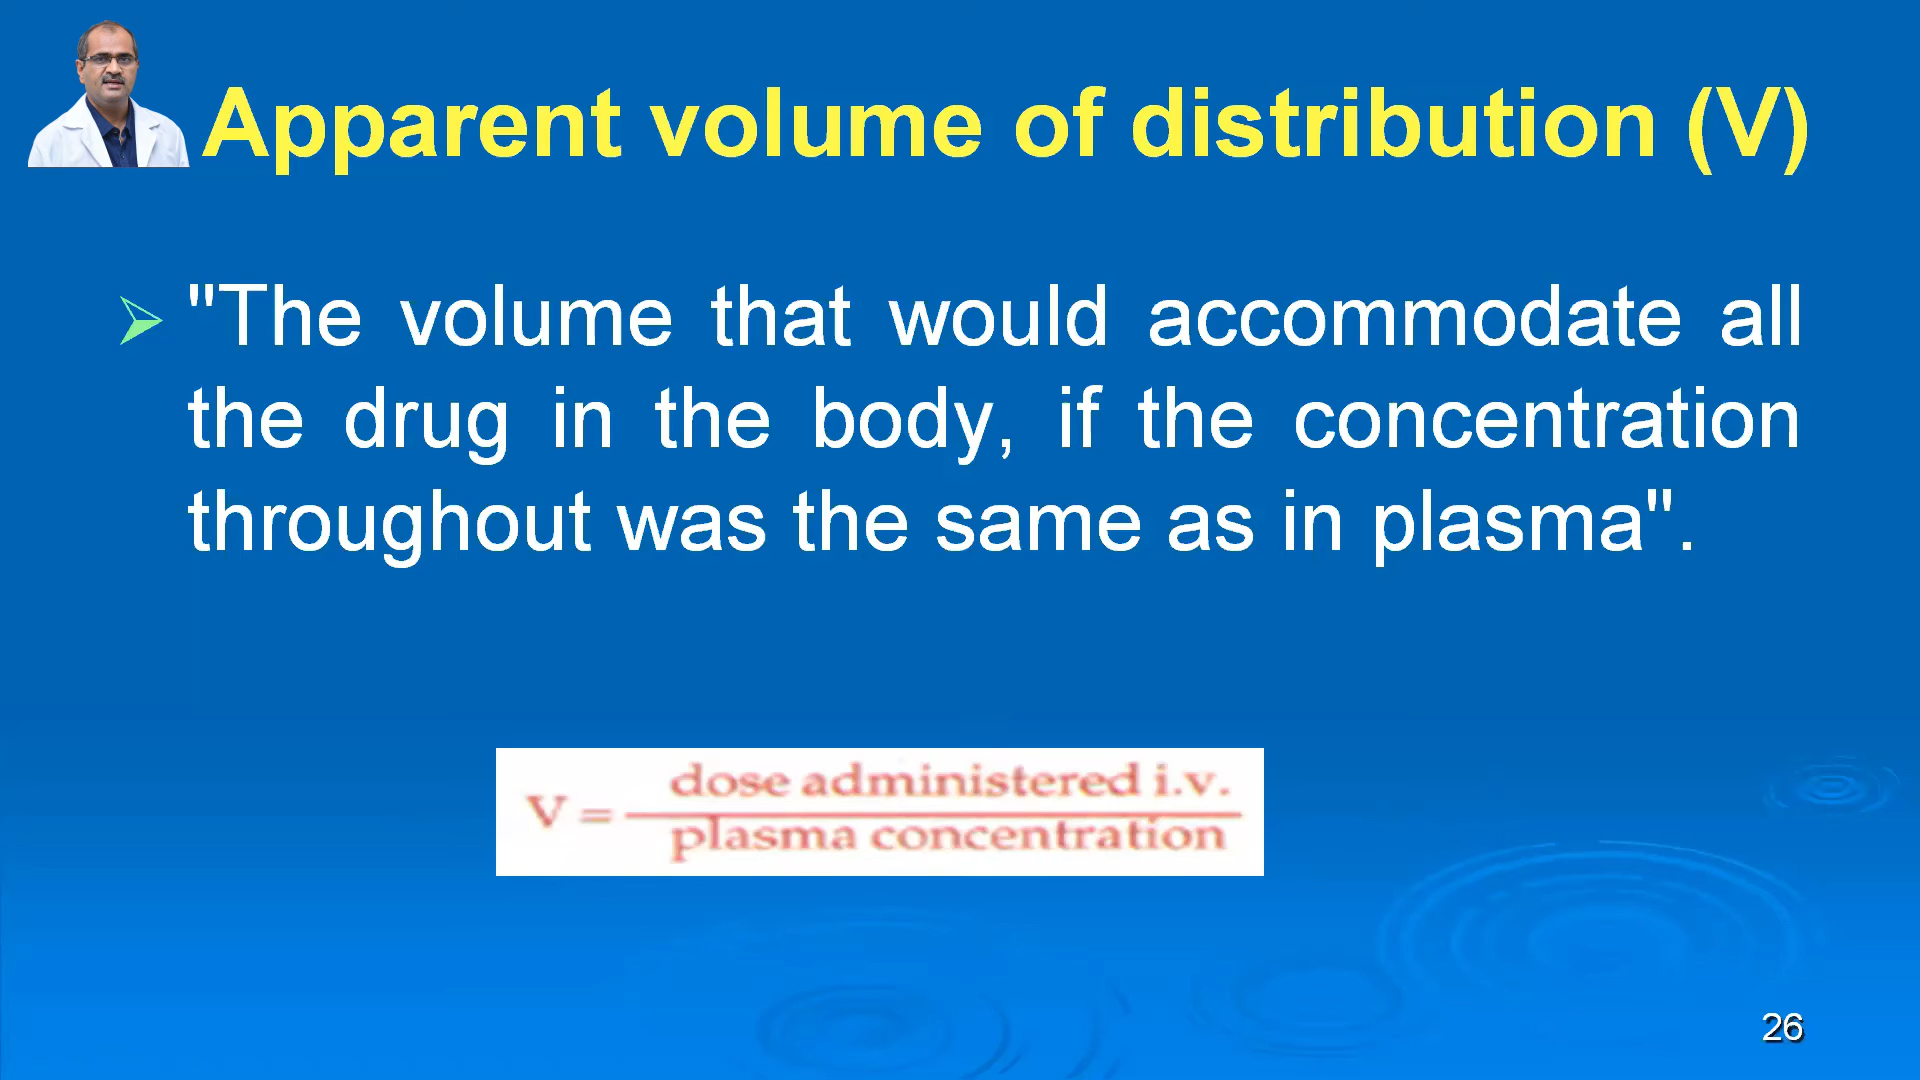 Apparent volume of distribution (V)
"The volume that would accommodate all
the drug in the body, if the concentration
throughout was the same as in plasma".
V = dose administered i.v.
plasma concentration
26